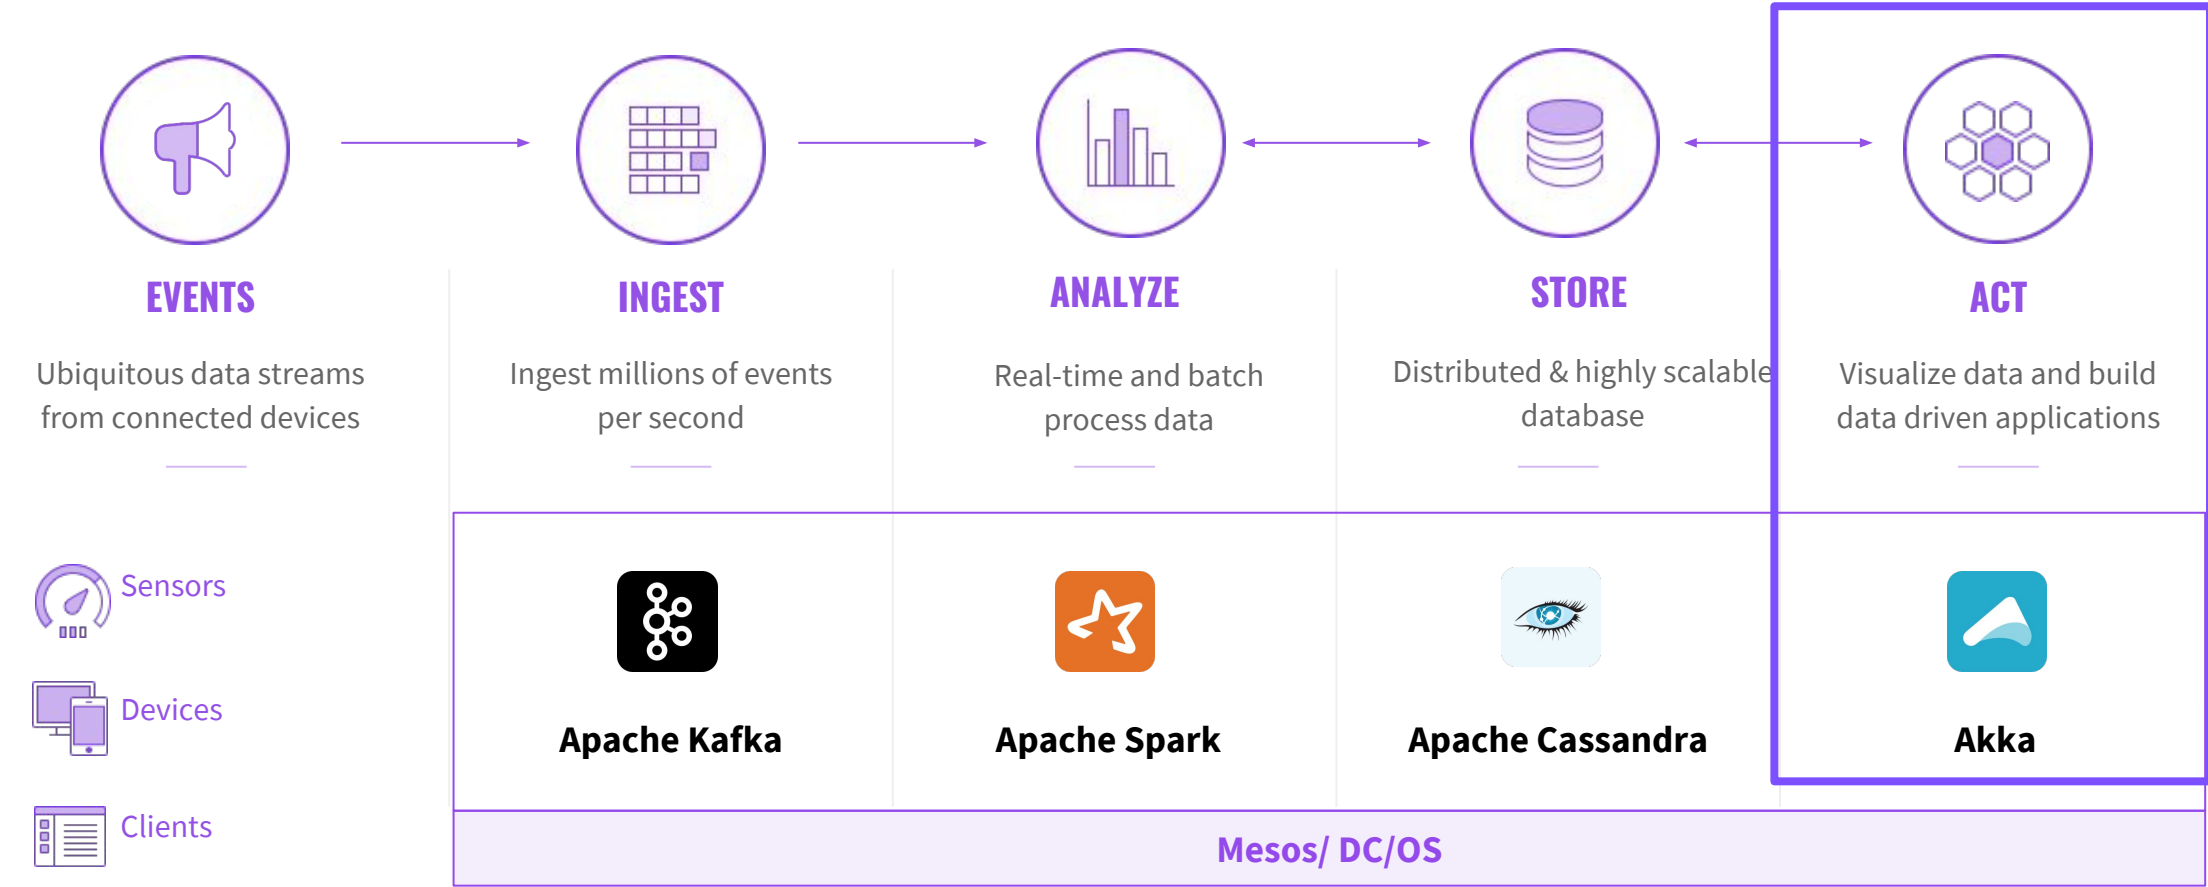 EVENTS
INGEST
ANALYZE
STORE
ACT
Ubiquitous data streams
from connected devices
Ingest millions of events
per second
Real-time and batch
process data
Distributed & highly scalable
database
Visualize data and build
data driven applications
Sensors
Devices
Clients
Apache Kafka
Apache Spark
Apache Cassandra
Akka
Mesos/ DC/OS